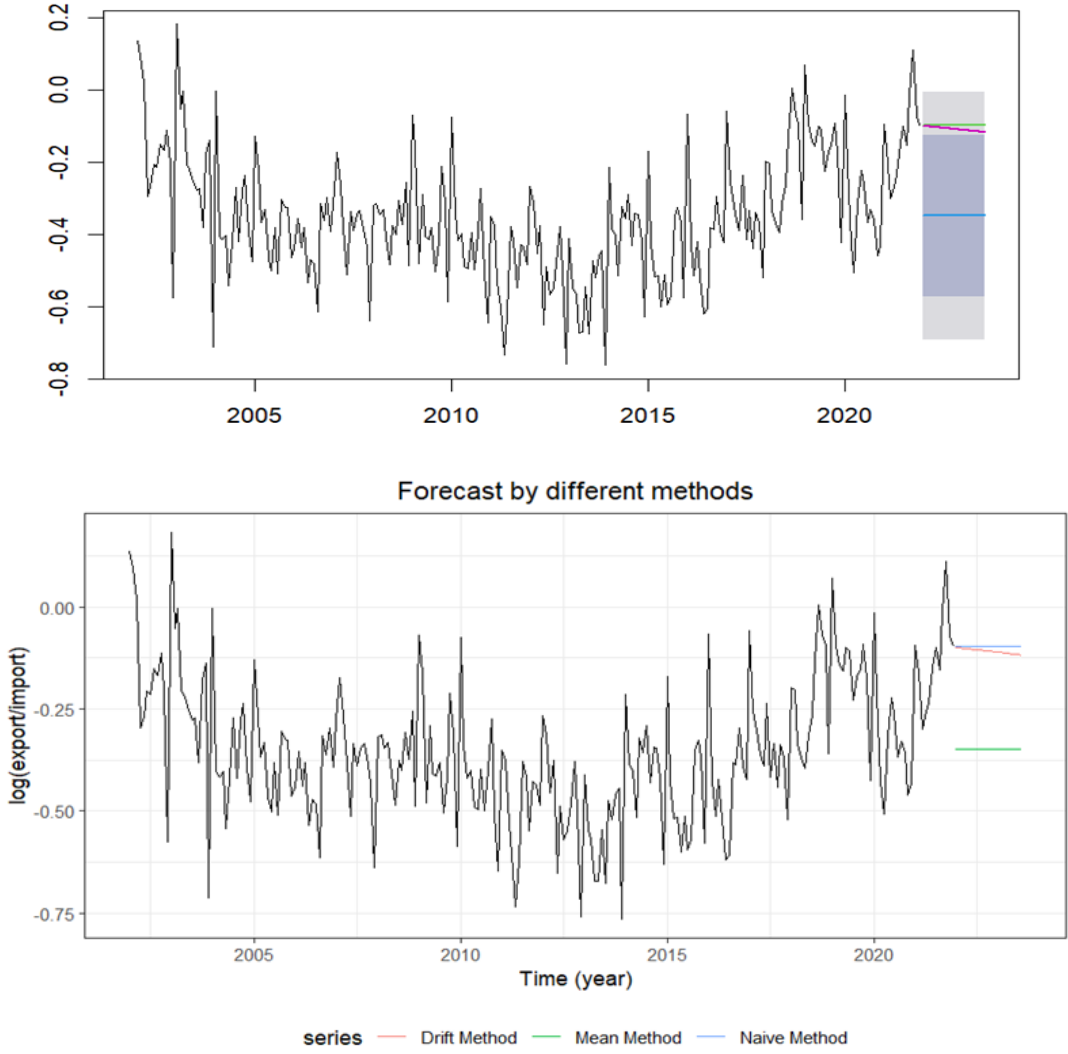 0.2
0.0
-0.2
-0.4
-0.6
-0.8
2005 2010 2015 2020
Forecast by different methods
0.00
-0.25
-0.50
-0.75
log(export/import)
2005 2010 2015 2020
Time (year)
series Drift Method Mean Method Naive Method